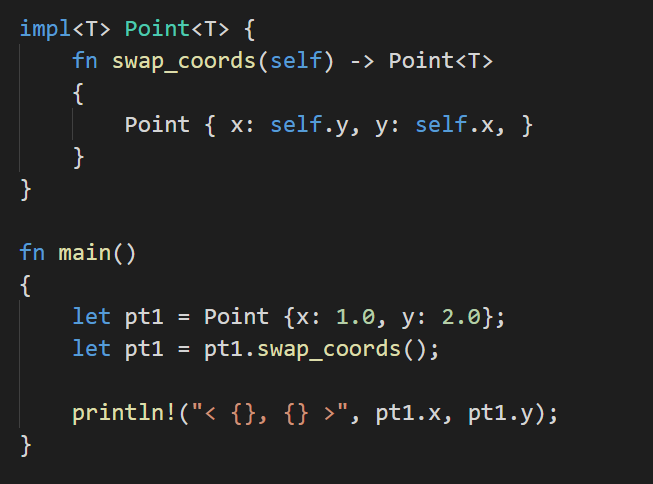 impl<T> Point<T> {
    fn swap_coords(self) -> Point<T>
    {
        Point { x: self.y, y: self.x, }
    }
}

fn main()
{
    let pt1 = Point {x: 1.0, y: 2.0};
    let pt1 = pt1.swap_coords();

    println!("< {}, {} >", pt1.x, pt1.y);
}